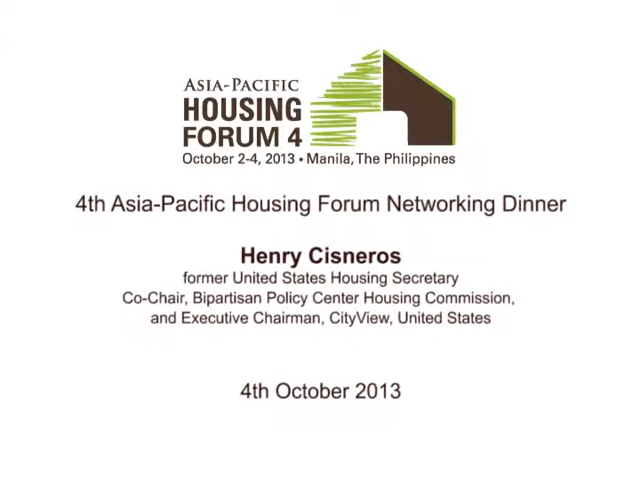 ASIA-PACIFIC
HOUSING
FORUM 4
October 2-4, 2013 • Manila, The Philippines
4th Asia-Pacific Housing Forum Networking Dinner
Henry Cisneros
former United States Housing Secretary
Co-Chair, Bipartisan Policy Center Housing Commission,
and Executive Chairman, CityView, United States
4th October 2013